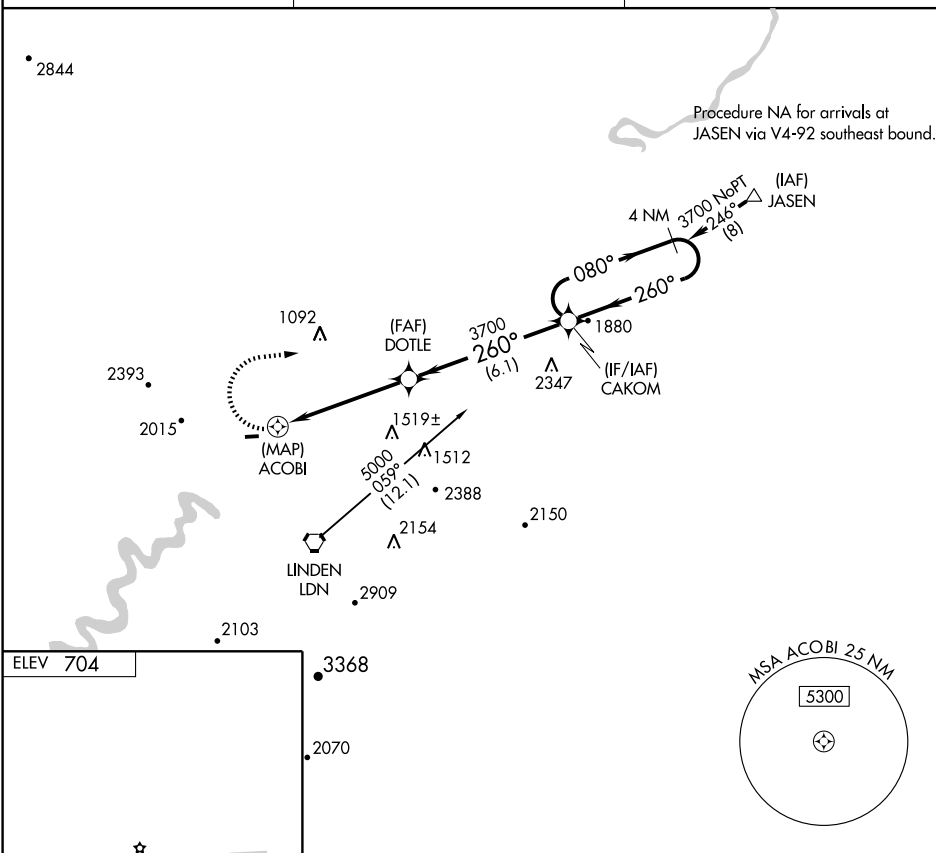 2844
Procedure NA for arrivals at
JASEN via V4-92 southeast bound.
(IAF)
JASEN
3700 NoPT
246°
(8)
4 NM
080°
260°
1092
(FAF)
DOTLE
3700
260°
(6.1)
1880
(IF/IAF)
CAKOM
2347
2393
2015
(MAP)
ACOBI
1519±
1512
5000
059°
(12.1)
2388
2150
2154
LINDEN
LDN
2909
2103
ELEV 704
3368
2070
MSA ACOBI 25 NM
5300